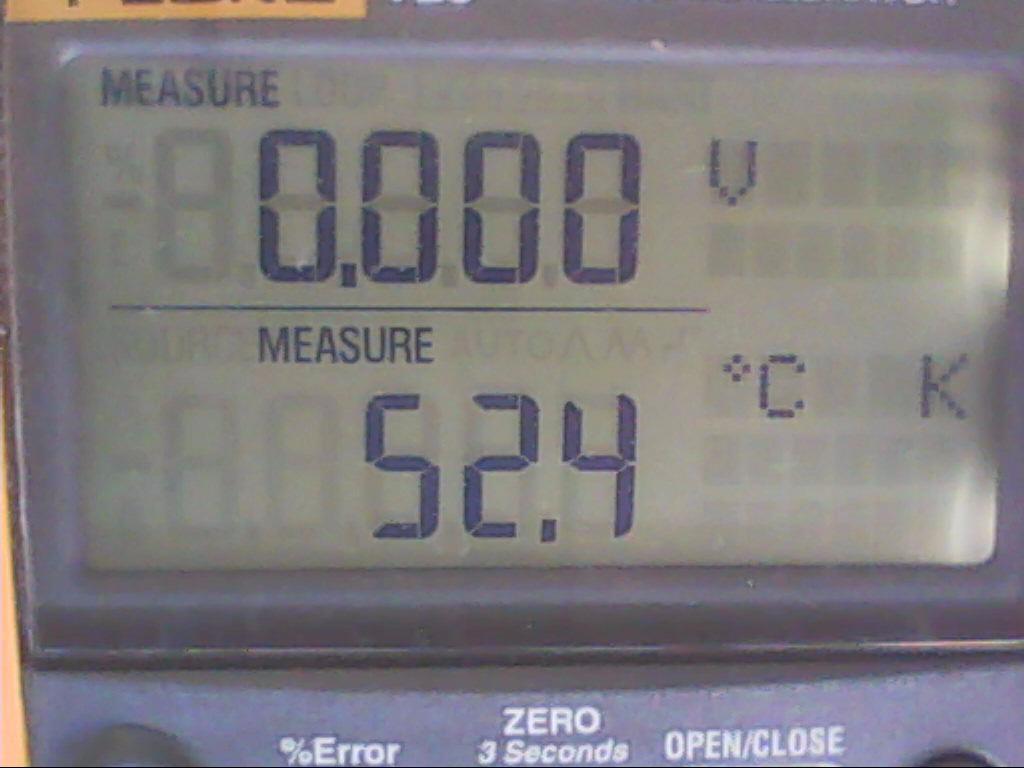 MEASURE
0.000 V
MEASURE
52.4 °C K
ZERO
%Error 3 Seconds OPEN/CLOSE